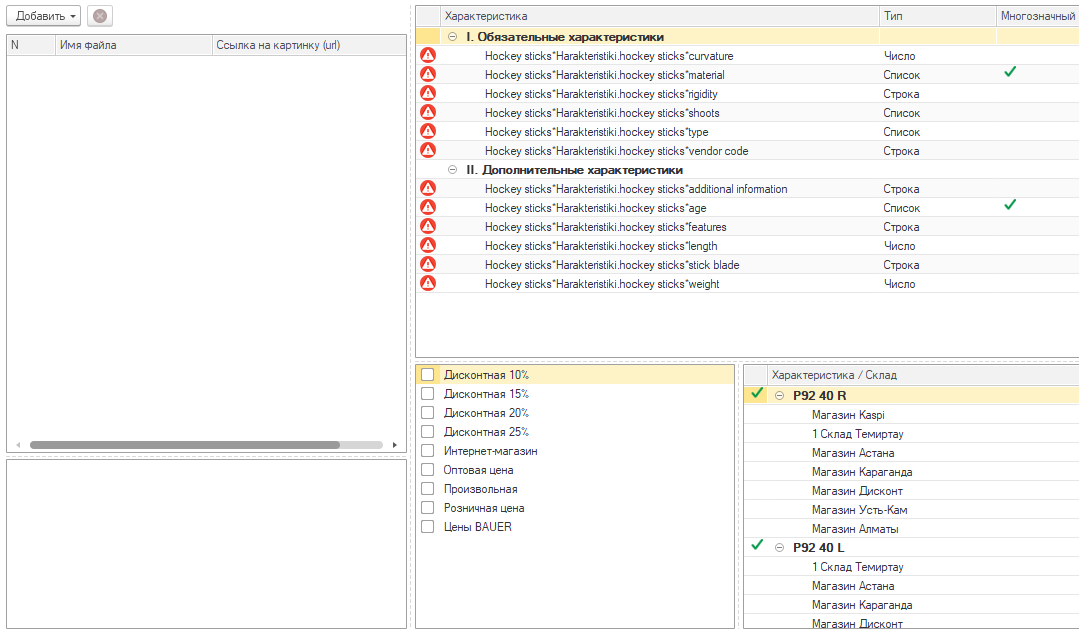 Добавить
N Имя файла Ссылка на картинку (url)
Характеристика Тип Многозначный
I. Обязательные характеристики
Hockey sticks*Harakteristiki.hockey sticks*curvature Число
Hockey sticks*Harakteristiki.hockey sticks*material Список
Hockey sticks*Harakteristiki.hockey sticks*rigidity Строка
Hockey sticks*Harakteristiki.hockey sticks*shoots Список
Hockey sticks*Harakteristiki.hockey sticks*type Список
Hockey sticks*Harakteristiki.hockey sticks*vendor code Строка
II. Дополнительные характеристики
Hockey sticks*Harakteristiki.hockey sticks*additional information Строка
Hockey sticks*Harakteristiki.hockey sticks*age Список
Hockey sticks*Harakteristiki.hockey sticks*features Строка
Hockey sticks*Harakteristiki.hockey sticks*length Число
Hockey sticks*Harakteristiki.hockey sticks*stick blade Строка
Hockey sticks*Harakteristiki.hockey sticks*weight Число
Дисконтная 10%
Дисконтная 15%
Дисконтная 20%
Дисконтная 25%
Интернет-магазин
Оптовая цена
Произвольная
Розничная цена
Цены BAUER
Характеристика / Склад
P92 40 R
Магазин Kaspi
1 Склад Темиртау
Магазин Астана
Магазин Караганда
Магазин Дисконт
Магазин Усть-Кам
Магазин Алматы
P92 40 L
1 Склад Темиртау
Магазин Астана
Магазин Караганда
Магазин Дисконт